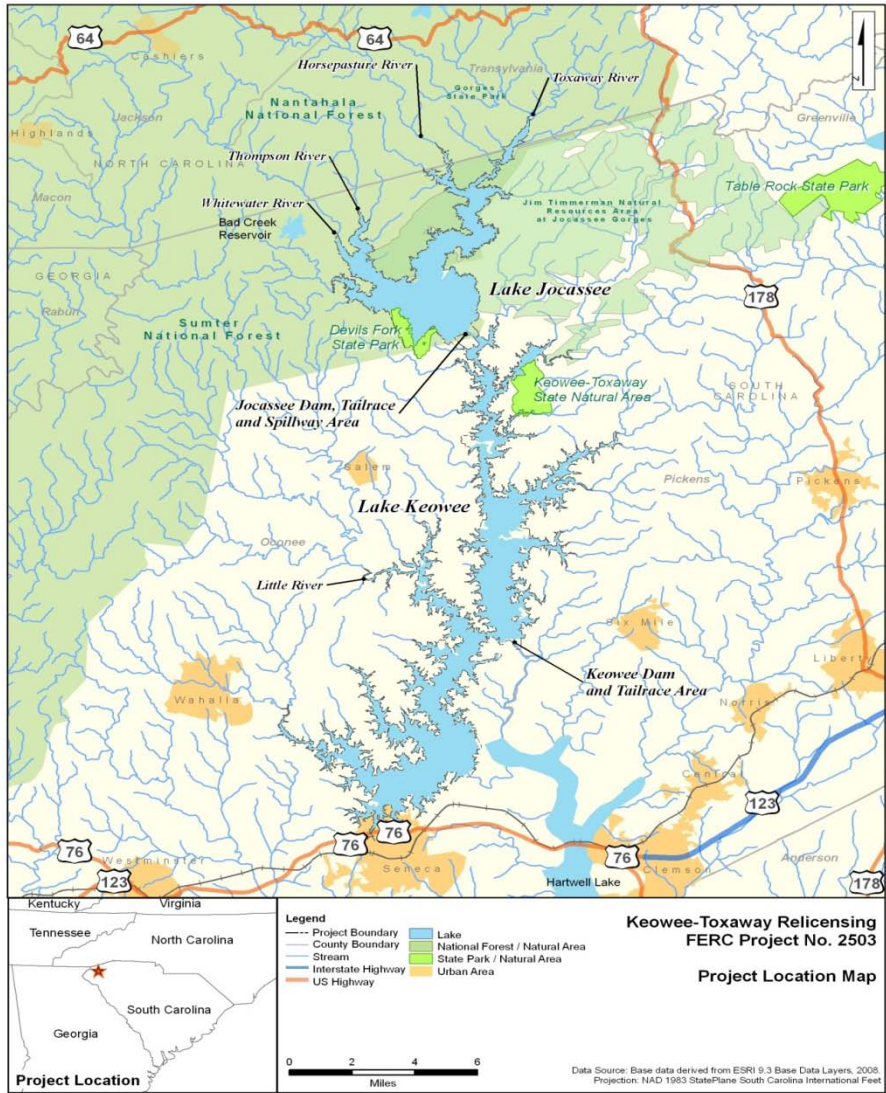 64
64
Cashiers
Horsepasture River
Transylvania
Toxaway River
Gorges
State Park
Nantahala
National Forest
Jackson
Highlands
NORTH CAROLINA
Greenville
Thompson River
Macon
Whitewater River
Bad Creek
Reservoir
Jim Timmerman Natural
Resources Area
at Jocassee Gorges
Table Rock State Park
GEORGIA
Rabun
Lake Jocassee
178
Sumter
National Forest
Devils Fork
State Park
Keowee-Toxaway
State Natural Area
SOUTH
CAROLINA
Jocassee Dam, Tailrace
and Spillway Area
Salem
Pickens
Pickens
Lake Keowee
Oconee
Little River
Six Mile
Liberty
Keowee Dam
and Tailrace Area
Walhalla
Norris
Central
123
76
76
76
76
Westminster
123
Seneca
Hartwell Lake
Clemson
Anderson
178
Kentucky
Virginia
Tennessee
North Carolina
South Carolina
Georgia
Project Location
Legend
Project Boundary
County Boundary
Stream
Interstate Highway
US Highway
Lake
National Forest / Natural Area
State Park / Natural Area
Urban Area
0 2 4 6
Miles
Keowee-Toxaway Relicensing
FERC Project No. 2503
Project Location Map
Data Source: Base data derived from ESRI 9.3 Base Data Layers, 2008.
Projection: NAD 1983 StatePlane South Carolina International Feet